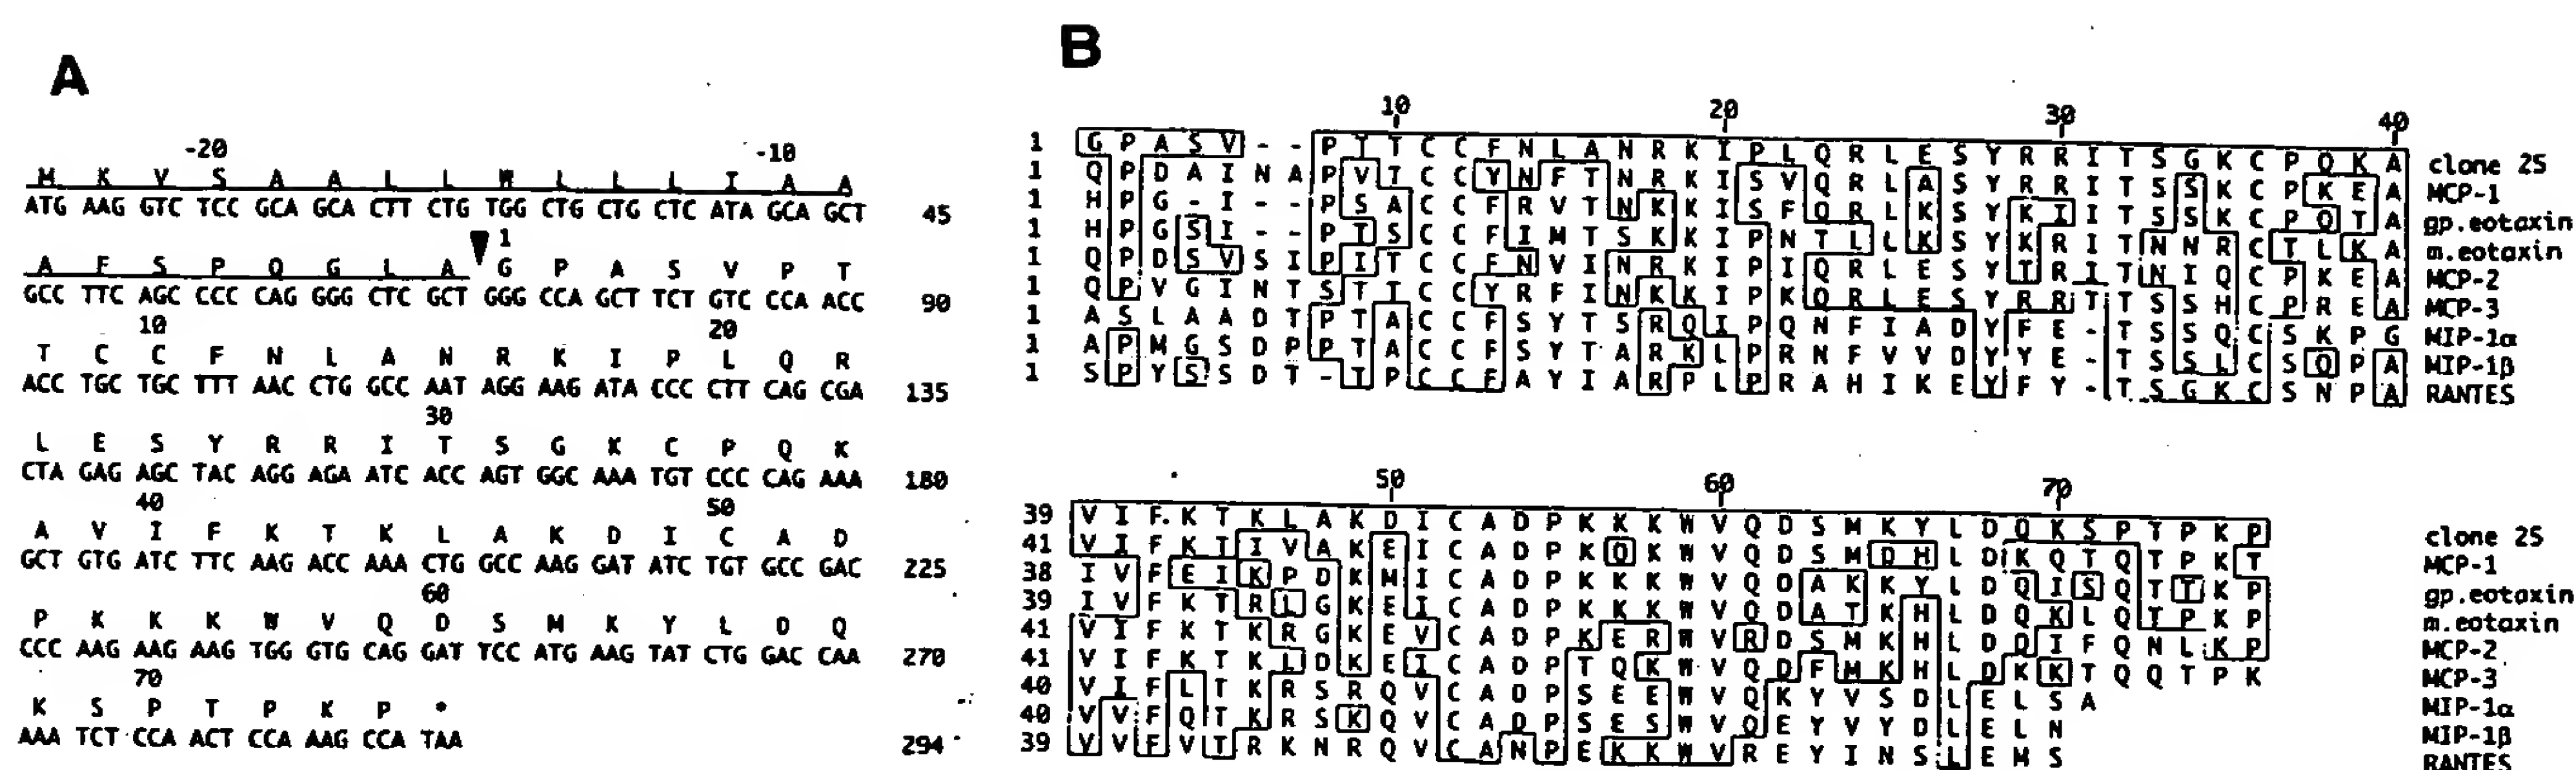 A
-20 -10
M K V S A A L L W L L L I A A
ATG AAG GTC TCC GCA GCA CTT CTG TGG CTG CTG CTC ATA GCA GCT 45
1
A F S P Q G L A G P A S V P T
GCC TTC AGC CCC CAG GGG CTC GCT GGG CCA GCT TCT GTC CCA ACC 90
10 20
T C C F N L A N R K I P L Q R
ACC TGC TGC TTT AAC CTG GCC AAT AGG AAG ATA CCC CTT CAG CGA 135
30
L E S Y R R I T S G K C P Q K
CTA GAG AGC TAC AGG AGA ATC ACC AGT GGC AAA TGT CCC CAG AAA 180
40 50
A V I F K T K L A K D I C A D
GCT GTG ATC TTC AAG ACC AAA CTG GCC AAG GAT ATC TGT GCC GAC 225
60
P K K K W V Q D S M K Y L D Q
CCC AAG AAG AAG TGG GTG CAG GAT TCC ATG AAG TAT CTG GAC CAA 270
70
K S P T P K P *
AAA TCT CCA ACT CCA AAG CCA TAA 294
B
10 20 30 40
1 G P A S V - - P T T C C F N L A N R K I P L Q R L E S Y R R I T S G K C P Q K A clone 25
1 Q P D A I N A P V T C C Y N F T N R K I S V Q R L A S Y R R I T S S K C P K E A MCP-1
1 H P G - I - - P S A C C F R V T N K K I S F Q R L K S Y K I I T S S K C P Q T A gp.eotaxin
1 H P G S I - - P T S C C F I M T S K K I P N T L L K S Y K R I T N N R C T L K A m.eotaxin
1 Q P D S V S I P I T C C F N V I N R K I P I Q R L E S Y T R I T N I Q C P K E A MCP-2
1 Q P V G I N T S T T C C Y R F I N K K I P K Q R L E S Y R R T T S S H C P R E A MCP-3
1 A S L A A D T P T A C C F S Y T S R Q I P Q N F I A D Y F E - T S S Q C S K P G MIP-1α
1 A P M G S D P P T A C C F S Y T A R K L P R N F V V D Y Y E - T S S L C S Q P A MIP-1β
1 S P Y S S D T - T P C C F A Y I A R P L P R A H I K E Y F Y - T S G K C S N P A RANTES
50 60 70
39 V I F K T K L A K D I C A D P K K K W V Q D S M K Y L D Q K S P T P K P clone 25
41 V I F K T I V A K E I C A D P K Q K W V Q D S M D H L D K Q T Q T P K T MCP-1
38 I V F E I K P D K M I C A D P K K K W V Q D A K K Y L D Q I S Q T T K P gp.eotaxin
39 I V F K T R L G K E I C A D P K K K W V Q D A T K H L D Q K L Q T P K P m.eotaxin
41 V I F K T K R G K E V C A D P K E R W V R D S M K H L D Q I F Q N L K P MCP-2
41 V I F K T K L D K E I C A D P T Q K W V Q D F M K H L D K K T Q T P K MCP-3
40 V I F L T K R S R Q V C A D P S E E W V Q K Y V S D L E L S A MIP-1α
40 V V F Q T K R S K Q V C A D P S E S W V Q E Y V Y D L E L N MIP-1β
39 V V F V T R K N R Q V C A N P E K K W V R E Y I N S L E M S RANTES